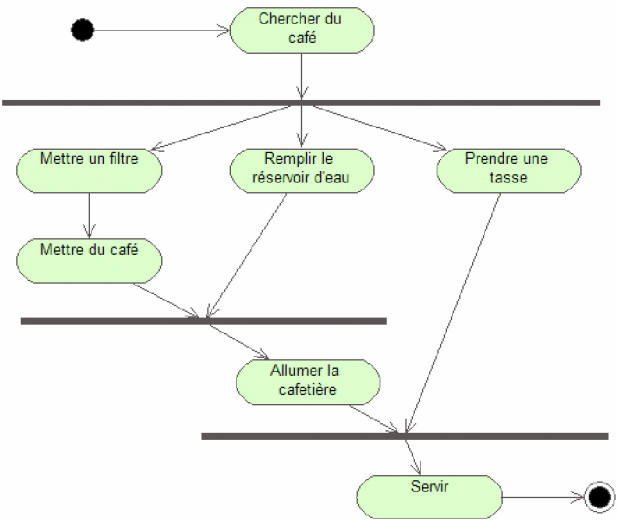 Chercher du
café
Mettre un filtre
Remplir le
réservoir d'eau
Prendre une
tasse
Mettre du café
Allumer la
cafetière
Servir